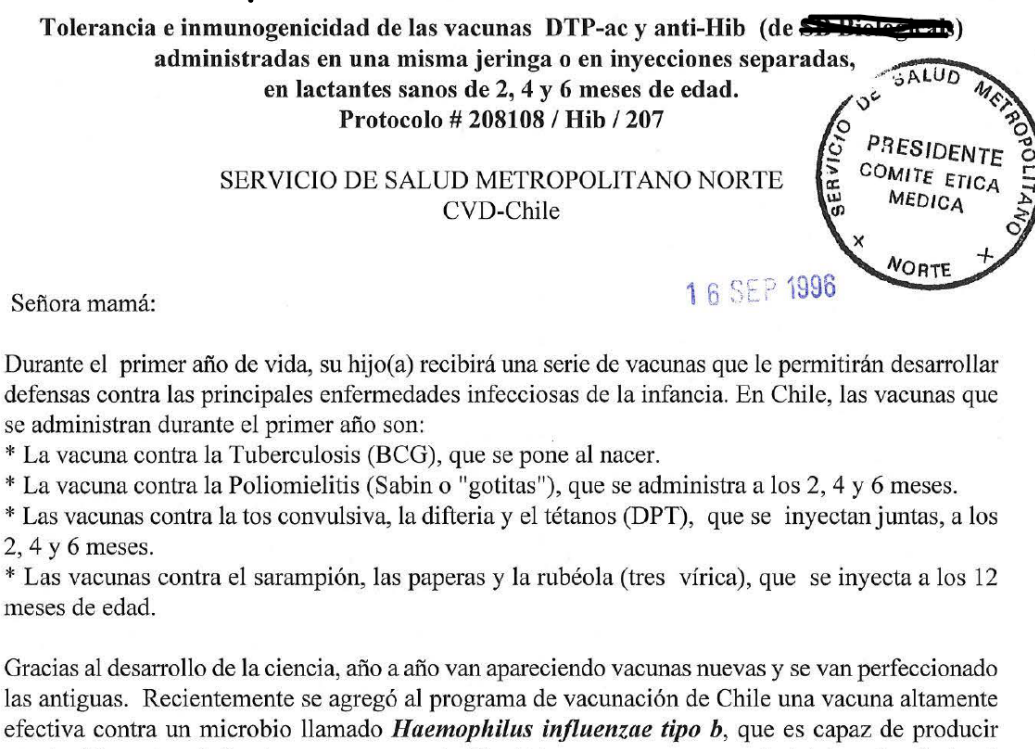 Tolerancia e inmunogenicidad de las vacunas DTP-ac y anti-Hib (de SB Biologicals)
administradas en una misma jeringa o en inyecciones separadas,
en lactantes sanos de 2, 4 y 6 meses de edad.
Protocolo # 208108 / Hib / 207
SERVICIO DE SALUD METROPOLITANO
PRESIDENTE
COMITE ETICA
MEDICA
NORTE
SERVICIO DE SALUD METROPOLITANO NORTE
CVD-Chile
16 SEP 1996
Señora mamá:
Durante el primer año de vida, su hijo(a) recibirá una serie de vacunas que le permitirán desarrollar
defensas contra las principales enfermedades infecciosas de la infancia. En Chile, las vacunas que
se administran durante el primer año son:
* La vacuna contra la Tuberculosis (BCG), que se pone al nacer.
* La vacuna contra la Poliomielitis (Sabin o "gotitas"), que se administra a los 2, 4 y 6 meses.
* Las vacunas contra la tos convulsiva, la difteria y el tétanos (DPT), que se inyectan juntas, a los
2, 4 y 6 meses.
* Las vacunas contra el sarampión, las paperas y la rubéola (tres vírica), que se inyecta a los 12
meses de edad.
Gracias al desarrollo de la ciencia, año a año van apareciendo vacunas nuevas y se van perfeccionado
las antiguas. Recientemente se agregó al programa de vacunación de Chile una vacuna altamente
efectiva contra un microbio llamado Haemophilus influenzae tipo b, que es capaz de producir